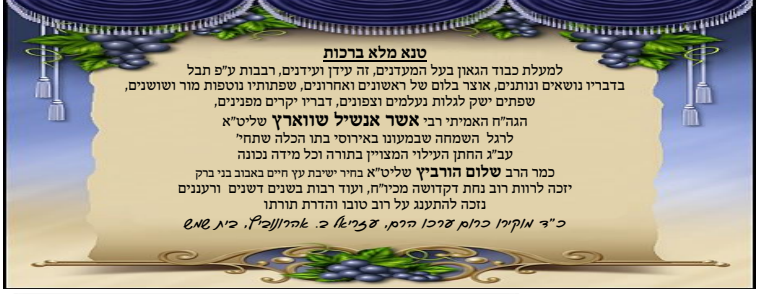 טנא מלא ברכות
למעלת כבוד הגאון בעל המעדנים, זה עידן ועידנים, רבבות ע"פ תבל
בדבריו נושאים ונותנים, אוצר בלום של ראשונים ואחרונים, שפתותיו נוטפות מור ושושנים,
שפתים ישק לגלות נעלמים וצפונים, דבריו יקרים מפנינים,
הגה"ח האמיתי רבי אשר אנשיל שווארץ שליט"א
לרגל השמחה שבמעונו באירוסי בתו הכלה שתחי'
עב"ג החתן העילוי המצויין בתורה וכל מידה נכונה
כמר הרב שלום הורביץ שליט"א בחיר ישיבת עץ חיים באבוב בני ברק
יזכה לרוות רוב נחת דקדושה מכיו"ח, ועוד רבות בשנים דשנים ורעננים
נזכה להתענג על רוב טובו והדרת תורתו
כ"ד מוקירו כרום ערכו הרם, עזריאל ב. אהרונוביץ, בית שמש